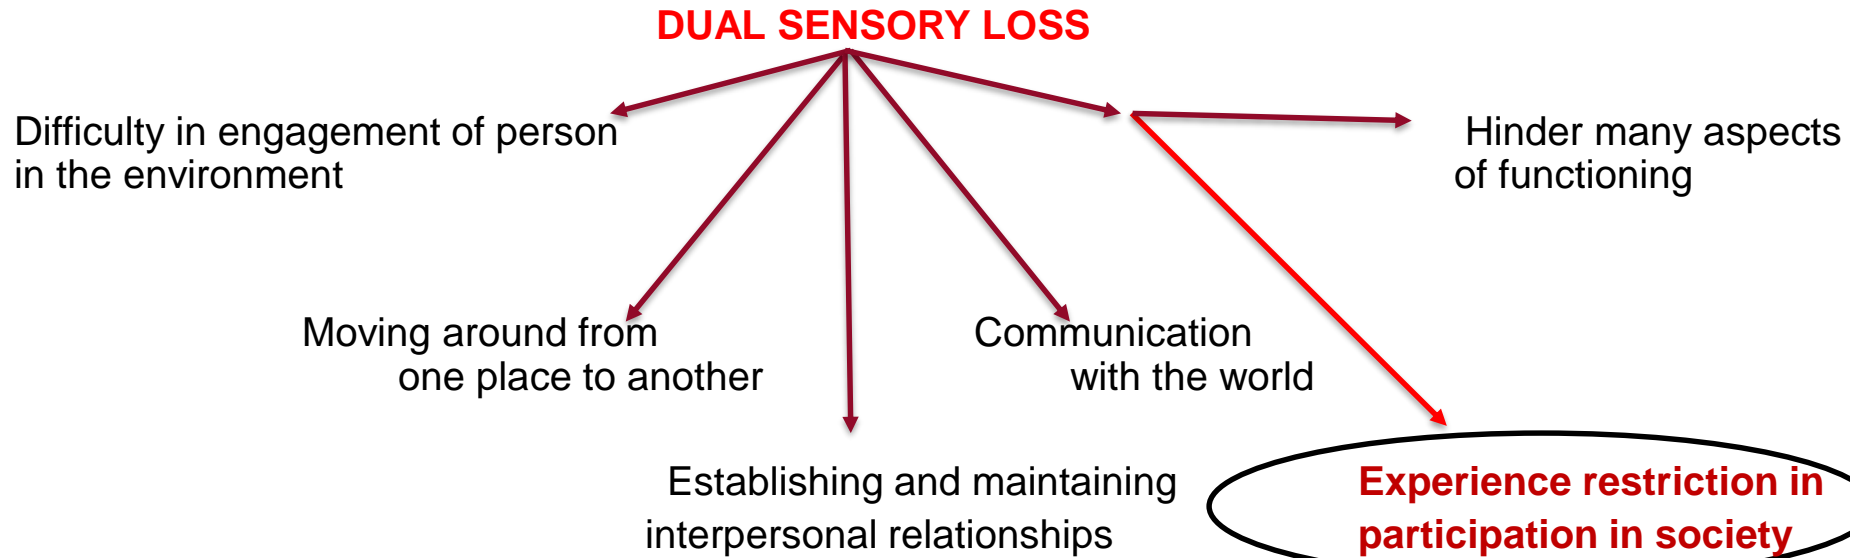 DUAL SENSORY LOSS
Difficulty in engagement of person
in the environment
Hinder many aspects
of functioning
Moving around from
one place to another
Communication
with the world
Establishing and maintaining
interpersonal relationships
Experience restriction in
participation in society